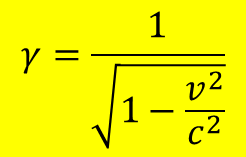 γ = 1 / √(1 − v²/c²)